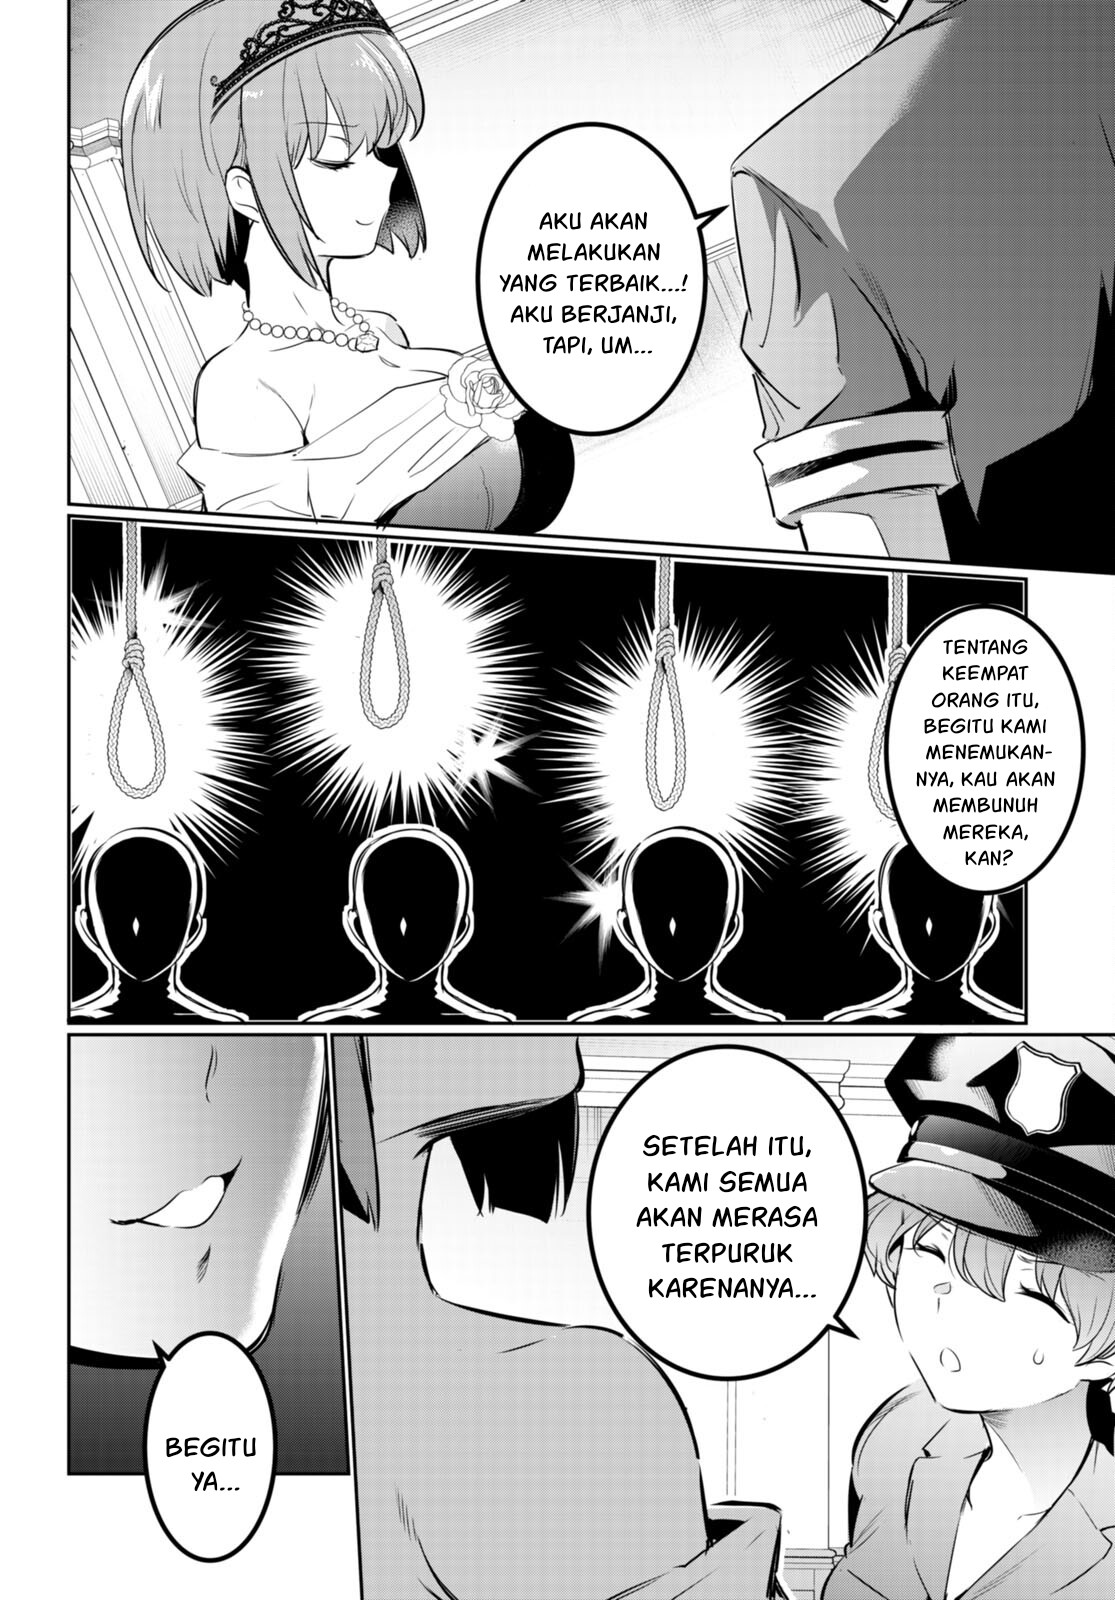 AKU AKAN
MELAKUKAN
YANG TERBAIK...!
AKU BERJANJI,
TAPI, UM...
TENTANG
KEEMPAT
ORANG ITU,
BEGITU KAMI
MENEMUKAN-
NYA, KAU AKAN
MEMBUNUH
MEREKA,
KAN?
SETELAH ITU,
KAMI SEMUA
AKAN MERASA
TERPURUK
KARENANYA...
BEGITU
YA...